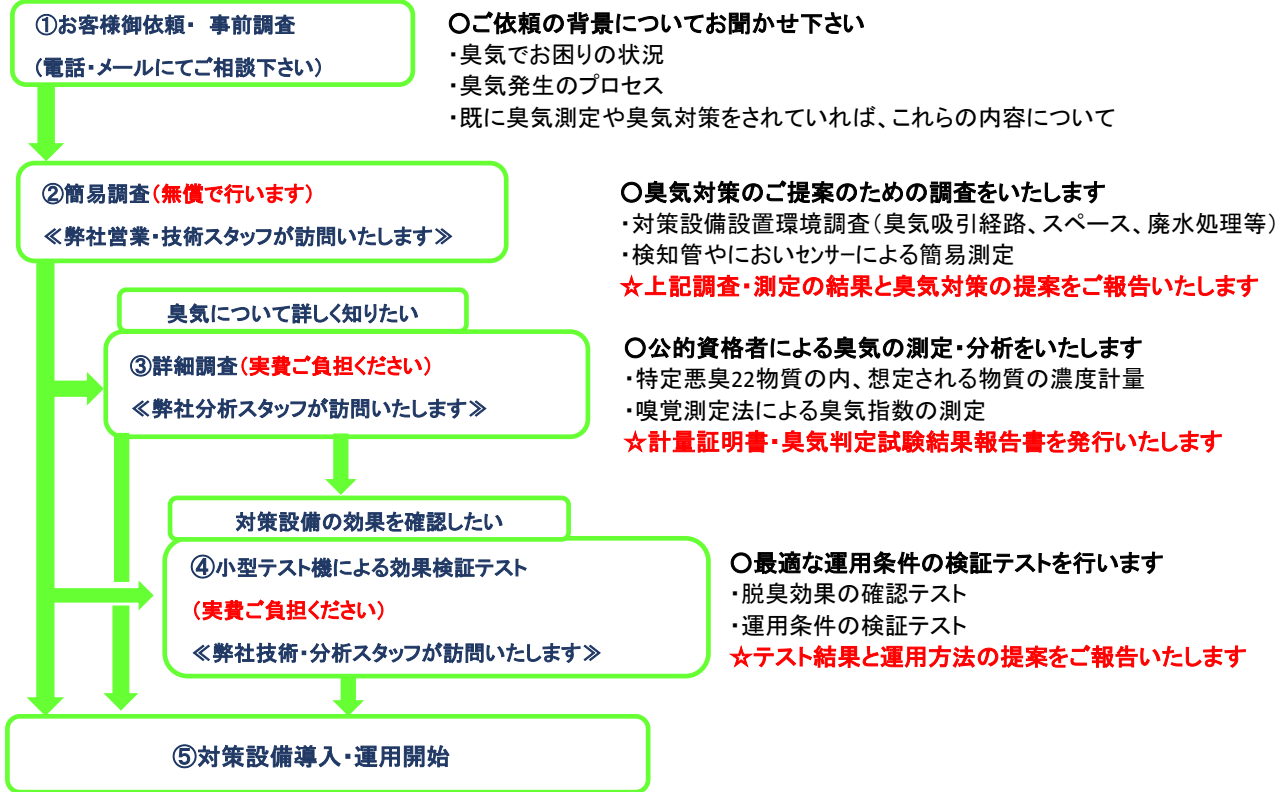 ①お客様御依頼・ 事前調査
(電話・メールにてご相談下さい)
〇ご依頼の背景についてお聞かせ下さい
・臭気でお困りの状況
・臭気発生のプロセス
・既に臭気測定や臭気対策をされていれば、これらの内容について
②簡易調査(無償で行います)
≪弊社営業・技術スタッフが訪問いたします≫
〇臭気対策のご提案のための調査をいたします
・対策設備設置環境調査(臭気吸引経路、スペース、廃水処理等)
・検知管やにおいセンサーによる簡易測定
☆上記調査・測定の結果と臭気対策の提案をご報告いたします
臭気について詳しく知りたい
③詳細調査(実費ご負担ください)
≪弊社分析スタッフが訪問いたします≫
〇公的資格者による臭気の測定・分析をいたします
・特定悪臭22物質の内、想定される物質の濃度計量
・嗅覚測定法による臭気指数の測定
☆計量証明書・臭気判定試験結果報告書を発行いたします
対策設備の効果を確認したい
④小型テスト機による効果検証テスト
(実費ご負担ください)
≪弊社技術・分析スタッフが訪問いたします≫
〇最適な運用条件の検証テストを行います
・脱臭効果の確認テスト
・運用条件の検証テスト
☆テスト結果と運用方法の提案をご報告いたします
⑤対策設備導入・運用開始